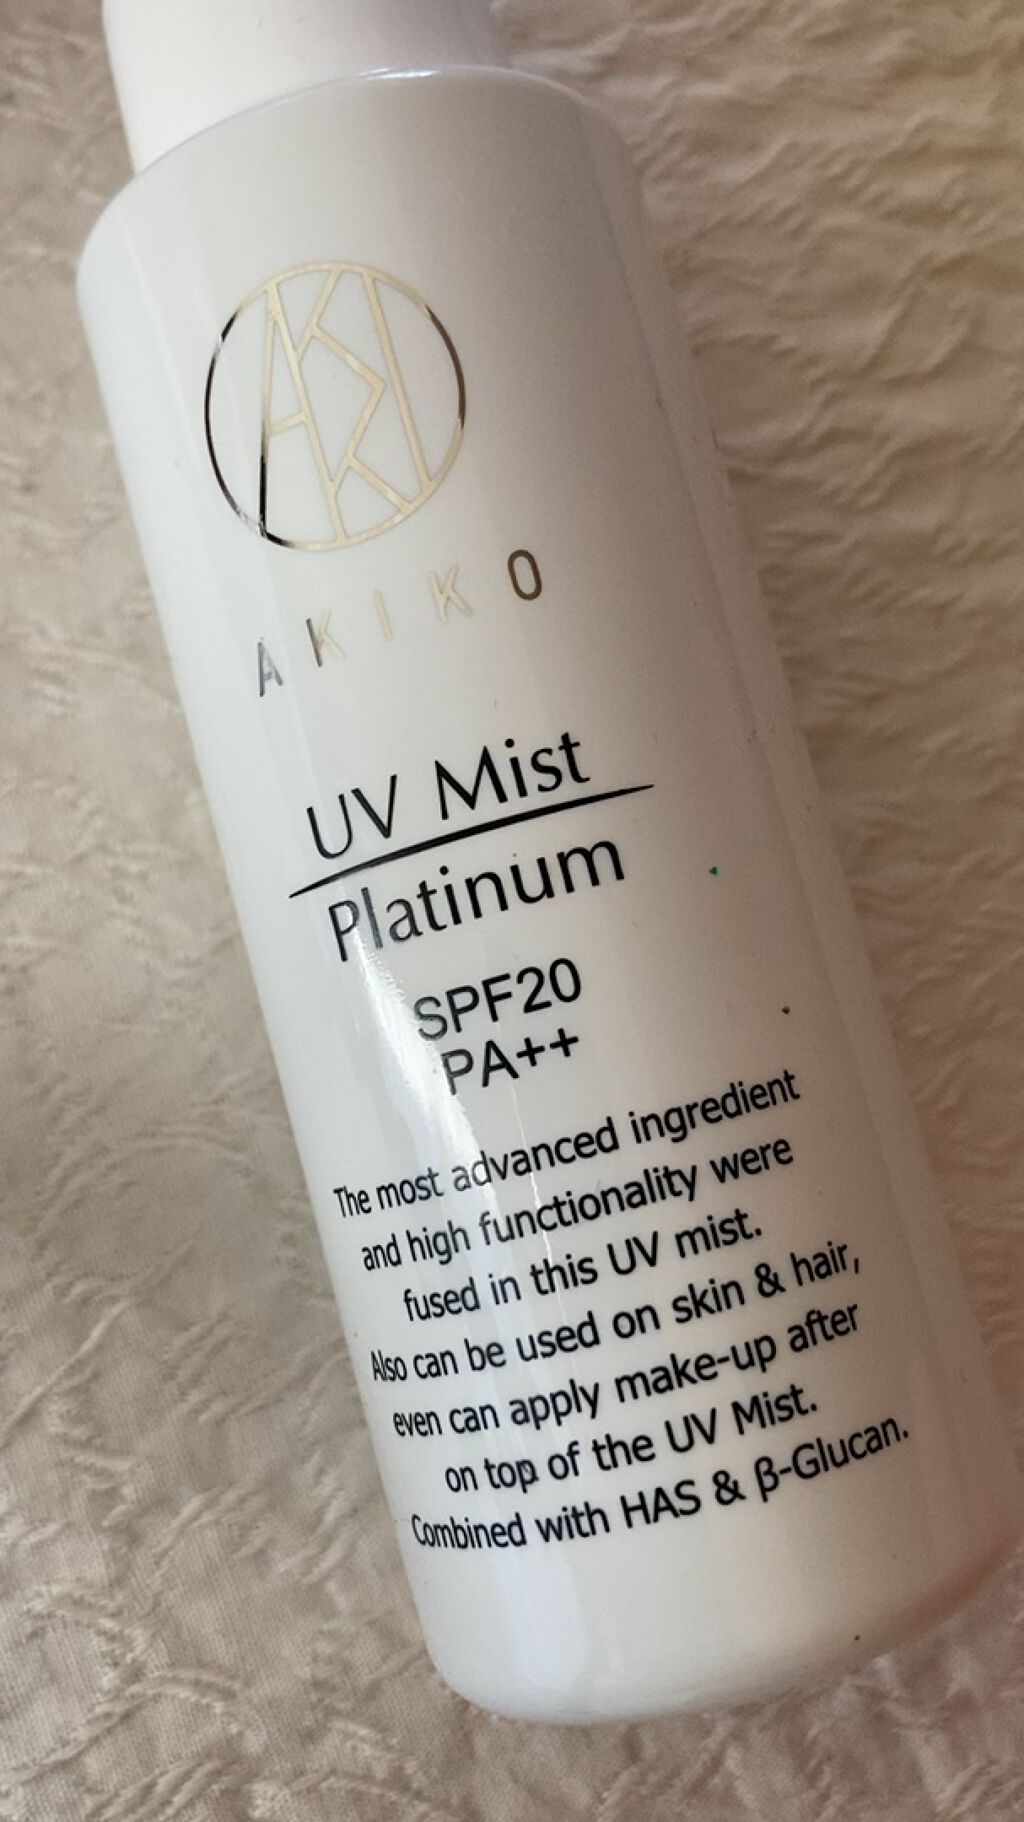 AKIKO
AKIKO
UV Mist
Platinum
SPF20
PA++
The most advanced ingredient
and high functionality were
fused in this UV mist.
Also can be used on skin & hair,
even can apply make-up after
on top of the UV Mist.
Combined with HAS & β-Glucan.